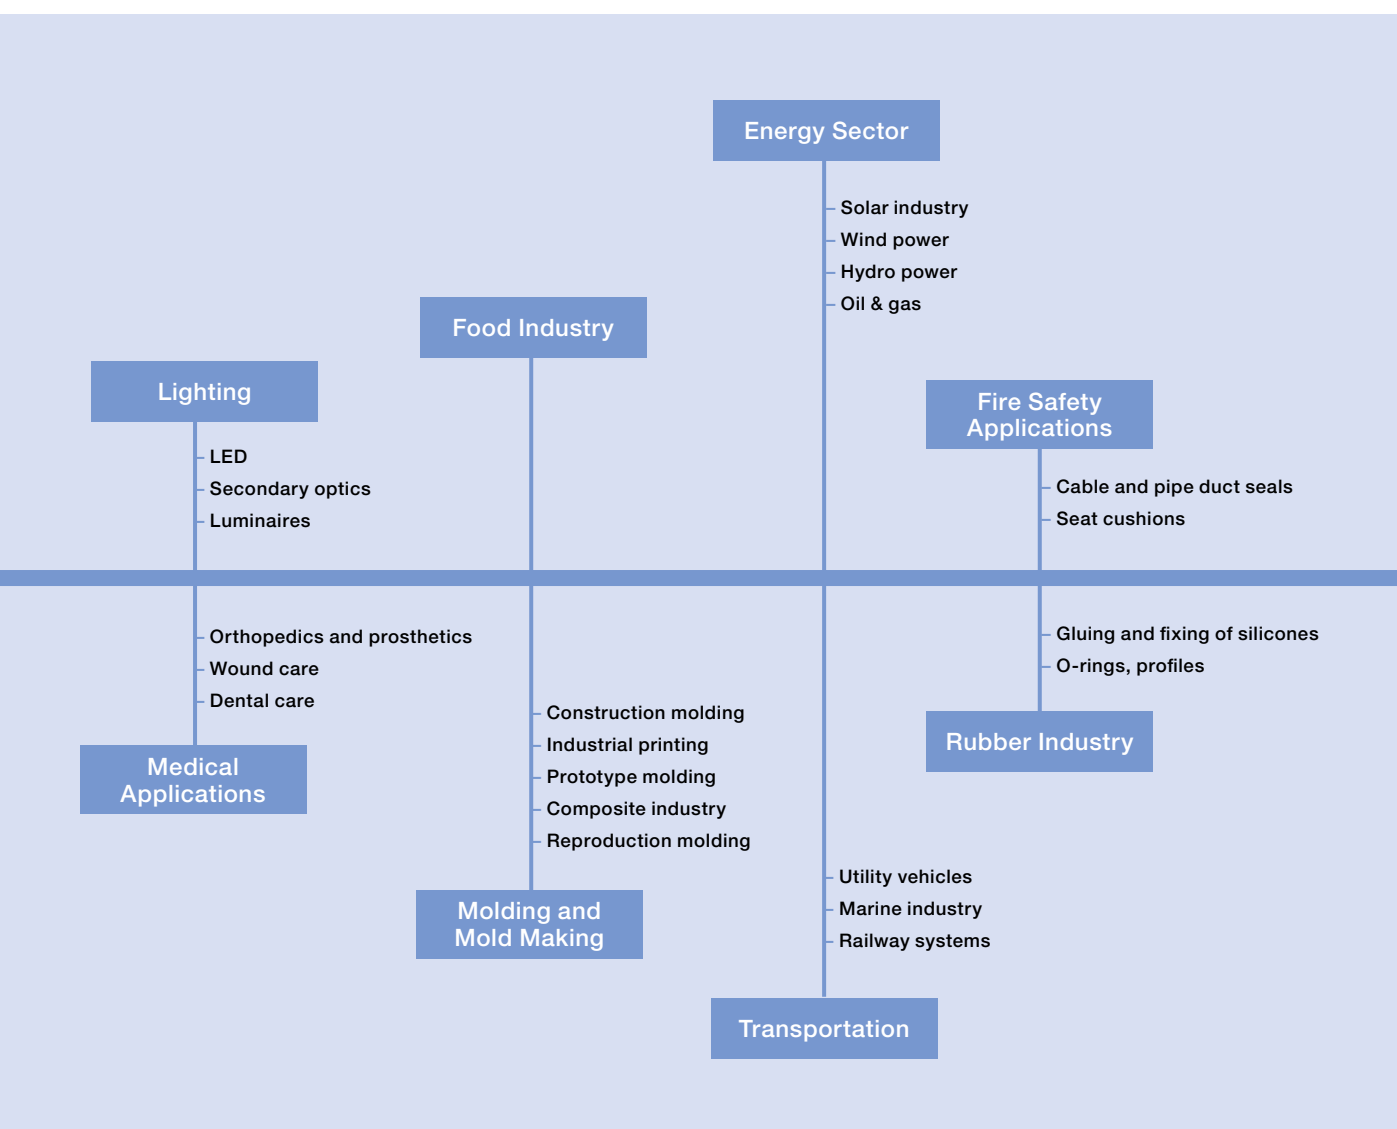 Energy Sector
Solar industry
Wind power
Hydro power
Oil & gas
Food Industry
Lighting
LED
Secondary optics
Luminaires
Fire Safety
Applications
Cable and pipe duct seals
Seat cushions
Orthopedics and prosthetics
Wound care
Dental care
Medical
Applications
Construction molding
Industrial printing
Prototype molding
Composite industry
Reproduction molding
Molding and
Mold Making
Utility vehicles
Marine industry
Railway systems
Transportation
Gluing and fixing of silicones
O-rings, profiles
Rubber Industry